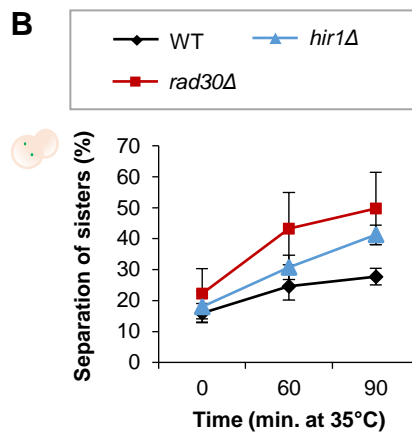 B
WT
hir1Δ
rad30Δ
Separation of sisters (%)
70
60
50
40
30
20
10
0
0 60 90
Time (min. at 35°C)